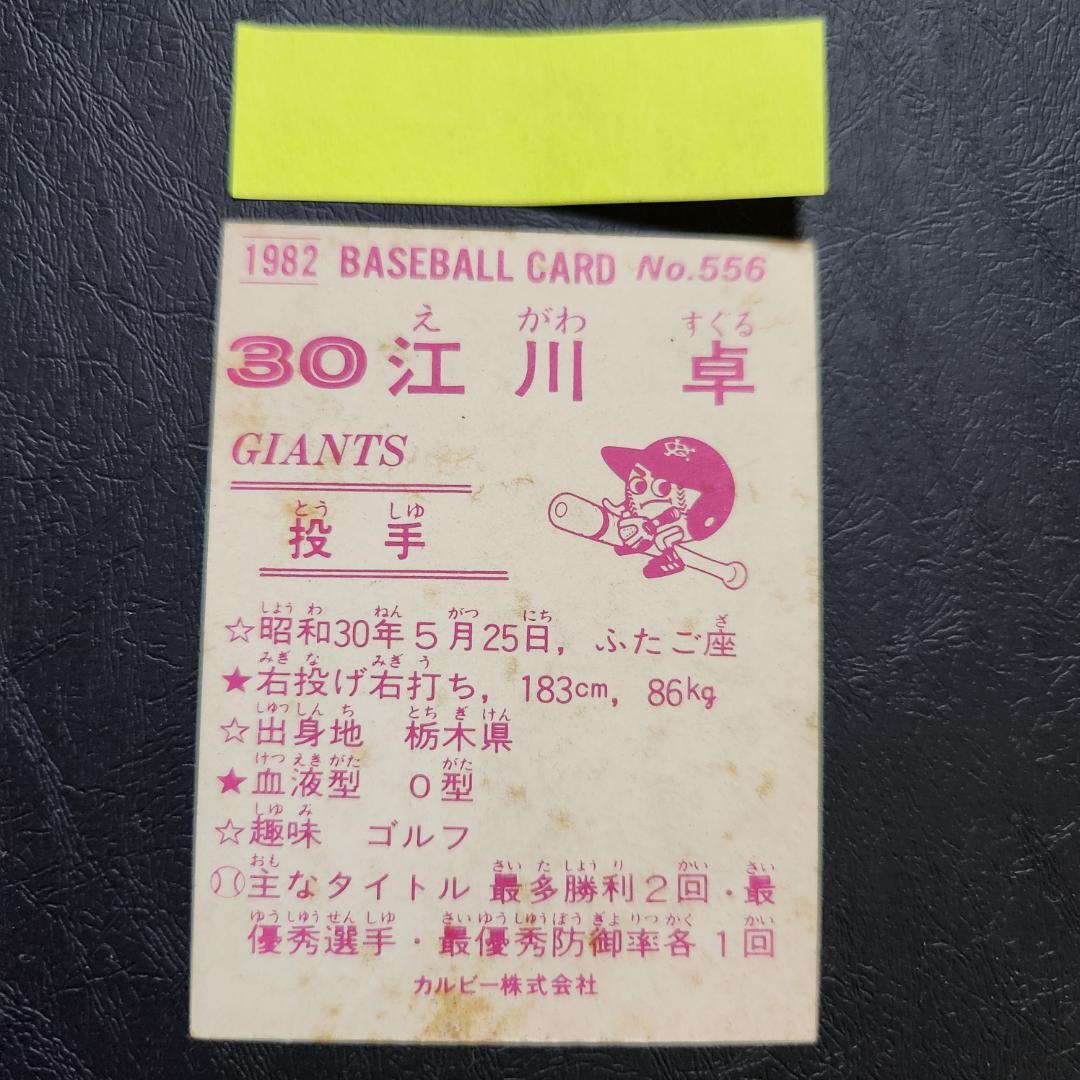 1982 BASEBALL CARD No.556
え がわ すぐる
30 江川 卓
GIANTS
とう しゅ
投手
しょう わ ねん がつ にち ざ
☆昭和30年5月25日，ふたご座
みぎ な みぎ う
★右投げ右打ち，183cm，86kg
しゅっしん ち とち ぎ けん
☆出身地 栃木県
けつ えき がた がた
★血液型 O型
しゅ み
☆趣味 ゴルフ
おも さい た しょう り かい さい
主なタイトル 最多勝利2回・最
ゆう しゅう せん しゅ さい ゆう しゅう ぼう ぎょ りつ かく かい
優秀選手・最優秀防御率各1回
カルビー株式会社